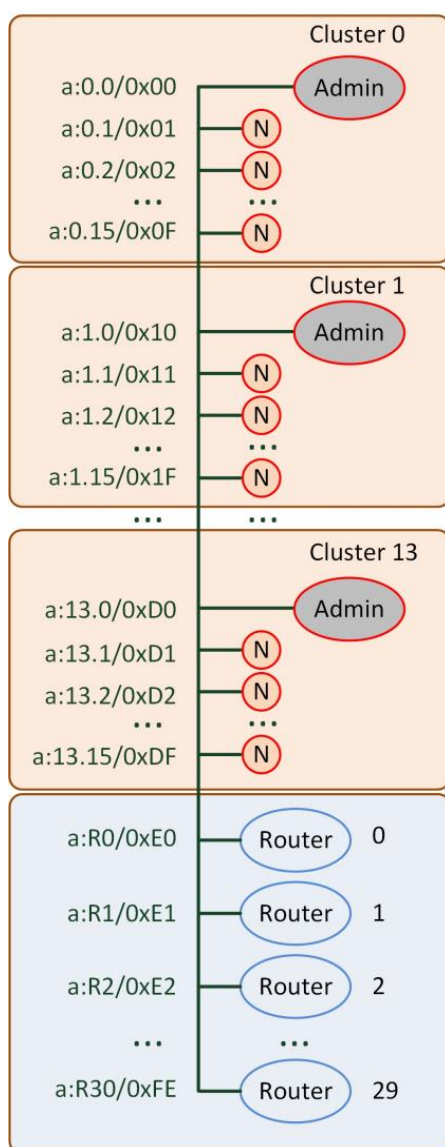 Cluster 0
a:0.0/0x00 Admin
a:0.1/0x01 N
a:0.2/0x02 N
... ...
a:0.15/0x0F N
Cluster 1
a:1.0/0x10 Admin
a:1.1/0x11 N
a:1.2/0x12 N
... ...
a:1.15/0x1F N
... ...
Cluster 13
a:13.0/0xD0 Admin
a:13.1/0xD1 N
a:13.2/0xD2 N
... ...
a:13.15/0xDF N
a:R0/0xE0 Router 0
a:R1/0xE1 Router 1
a:R2/0xE2 Router 2
... ...
a:R30/0xFE Router 29